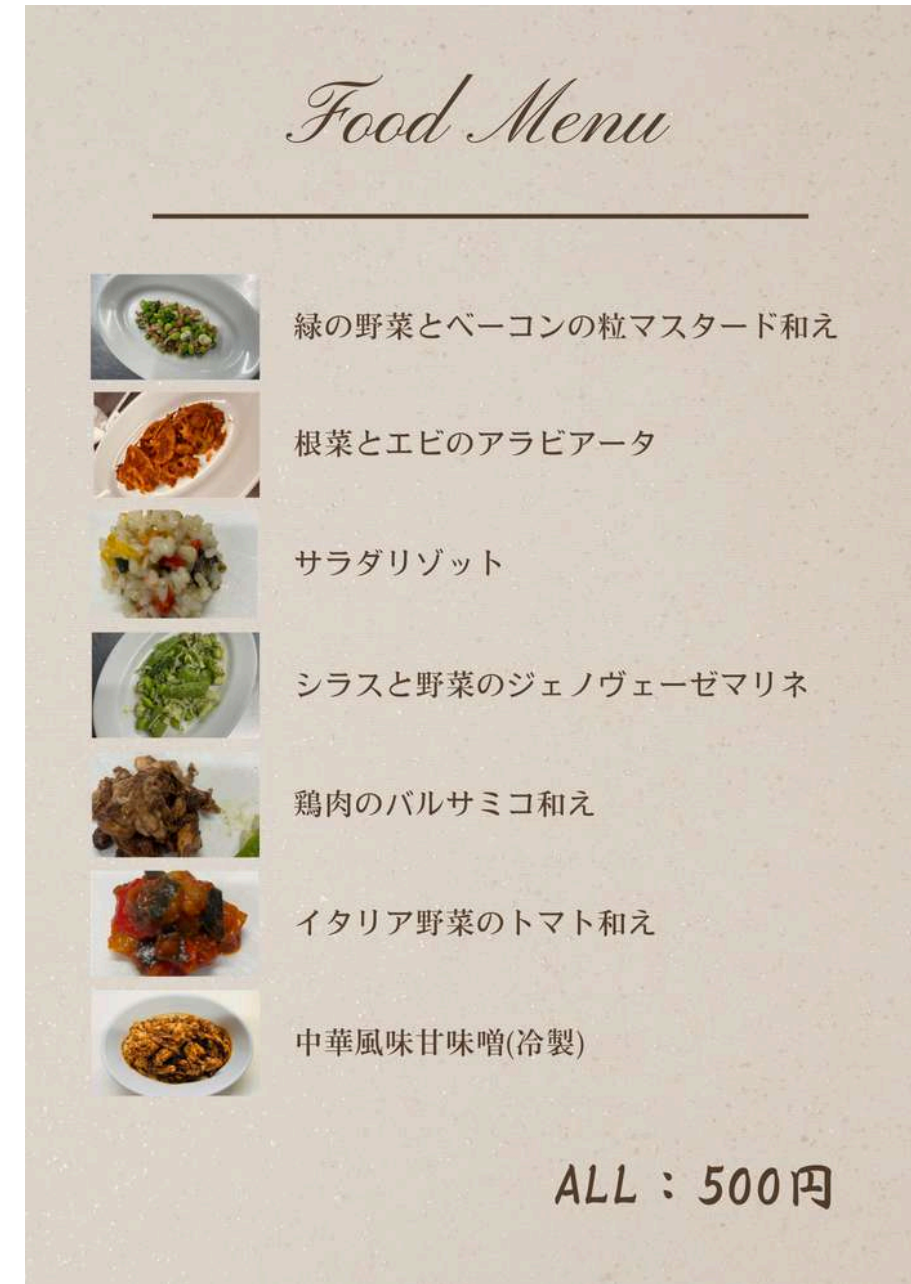 Food Menu
緑の野菜とベーコンの粒マスタード和え
根菜とエビのアラビアータ
サラダリゾット
シラスと野菜のジェノヴェーゼマリネ
鶏肉のバルサミコ和え
イタリア野菜のトマト和え
中華風味甘味噌(冷製)
ALL：500円